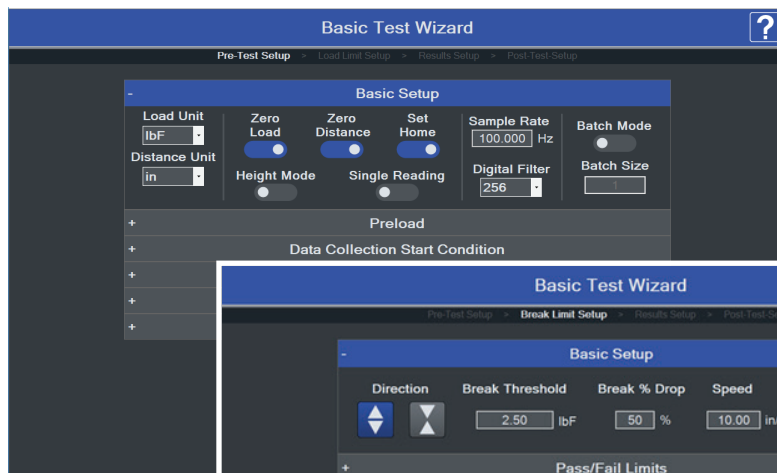 Basic Test Wizard
?
Pre-Test Setup > Load Limit Setup > Results Setup > Post-Test-Setup
- Basic Setup
Load Unit
lbF
Distance Unit
in
Zero Load
Zero Distance
Set Home
Height Mode
Single Reading
Sample Rate
100.000 Hz
Digital Filter
256
Batch Mode
Batch Size
1
+ Preload
+ Data Collection Start Condition
+
+
+
Basic Test Wizard
Pre-Test Setup > Break Limit Setup > Results Setup > Post-Test-Se
- Basic Setup
Direction
Break Threshold
2.50 lbF
Break % Drop
50 %
Speed
10.00 in/
+ Pass/Fail Limits